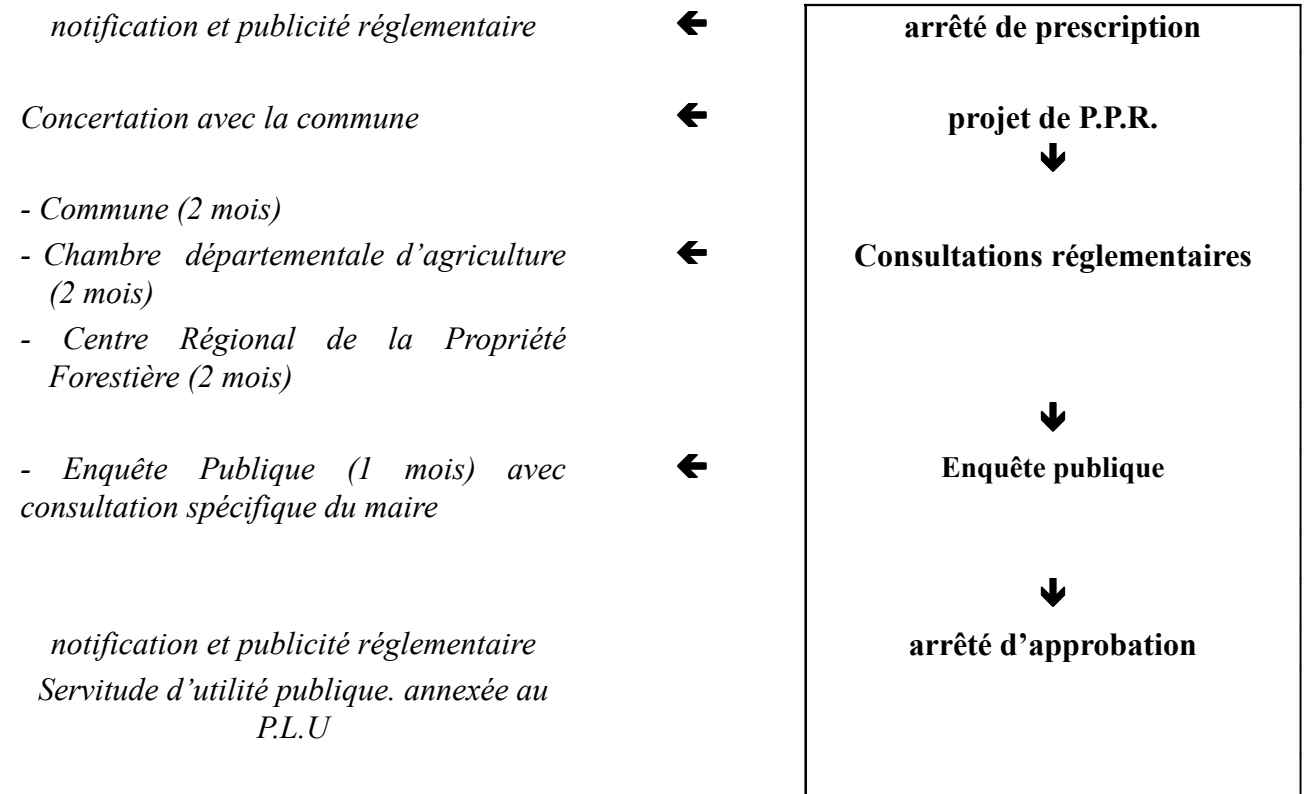 notification et publicité réglementaire 🡸 arrêté de prescription
Concertation avec la commune 🡸 projet de P.P.R.
🡻
- Commune (2 mois)
- Chambre départementale d’agriculture 🡸 Consultations réglementaires
(2 mois)
- Centre Régional de la Propriété
Forestière (2 mois)
🡻
- Enquête Publique (1 mois) avec 🡸 Enquête publique
consultation spécifique du maire
🡻
notification et publicité réglementaire arrêté d’approbation
Servitude d’utilité publique. annexée au
P.L.U